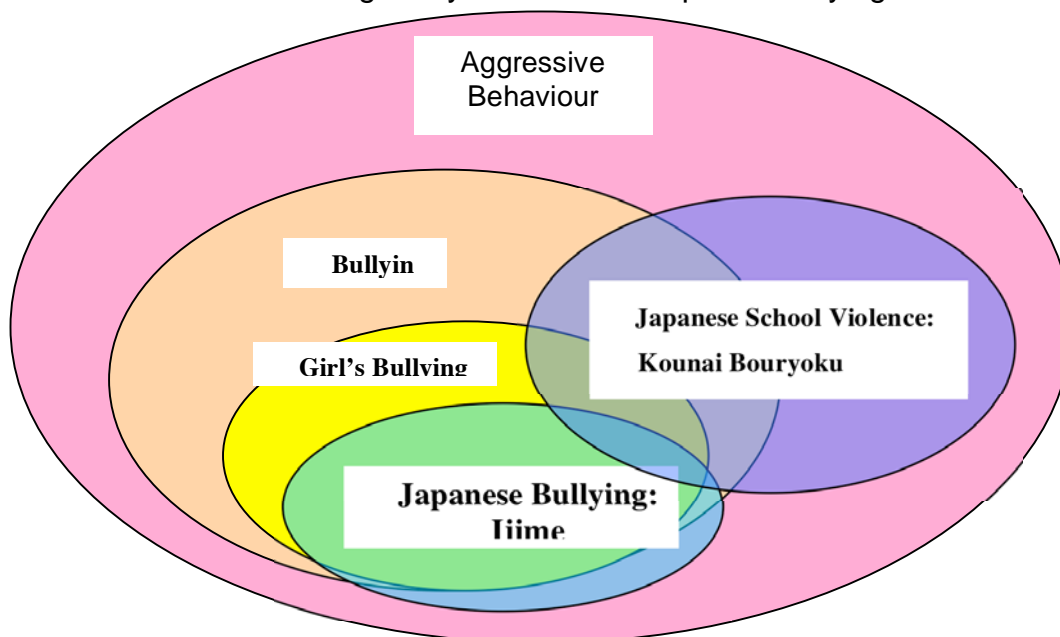 Aggressive
Behaviour
Bullyin
Japanese School Violence:
Kounai Bouryoku
Girl's Bullying
Japanese Bullying:
Ijime